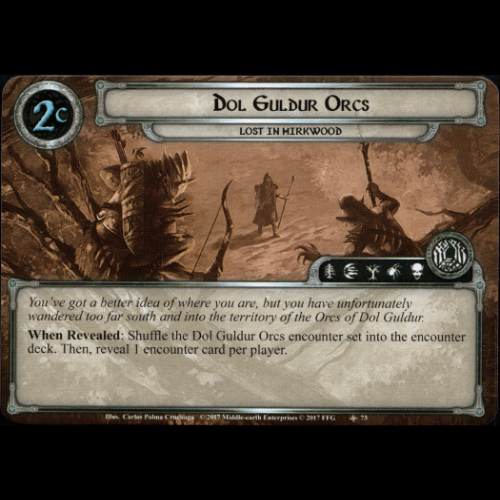 2C
DOL GULDUR ORCS
LOST IN MIRKWOOD
You've got a better idea of where you are, but you have unfortunately
wandered too far south and into the territory of the Orcs of Dol Guldur.
When Revealed: Shuffle the Dol Guldur Orcs encounter set into the encounter
deck. Then, reveal 1 encounter card per player.
Illus. Carlos Palma Cruchaga © 2017 Middle-earth Enterprises © 2017 FFG 73